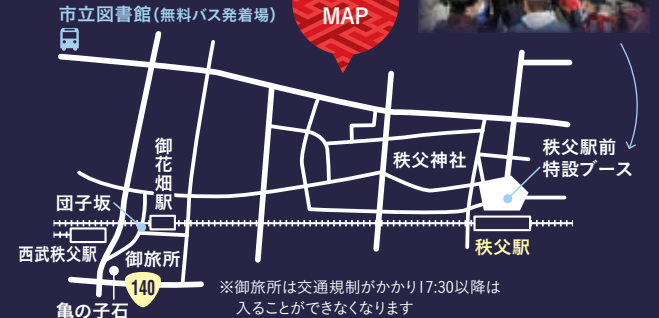 市立図書館(無料バス発着場)
MAP
御花畑駅
秩父神社
秩父駅前
特設ブース
団子坂
西武秩父駅
御旅所
秩父駅
140
亀の子石
※御旅所は交通規制がかかり17:30以降は
入ることができなくなります